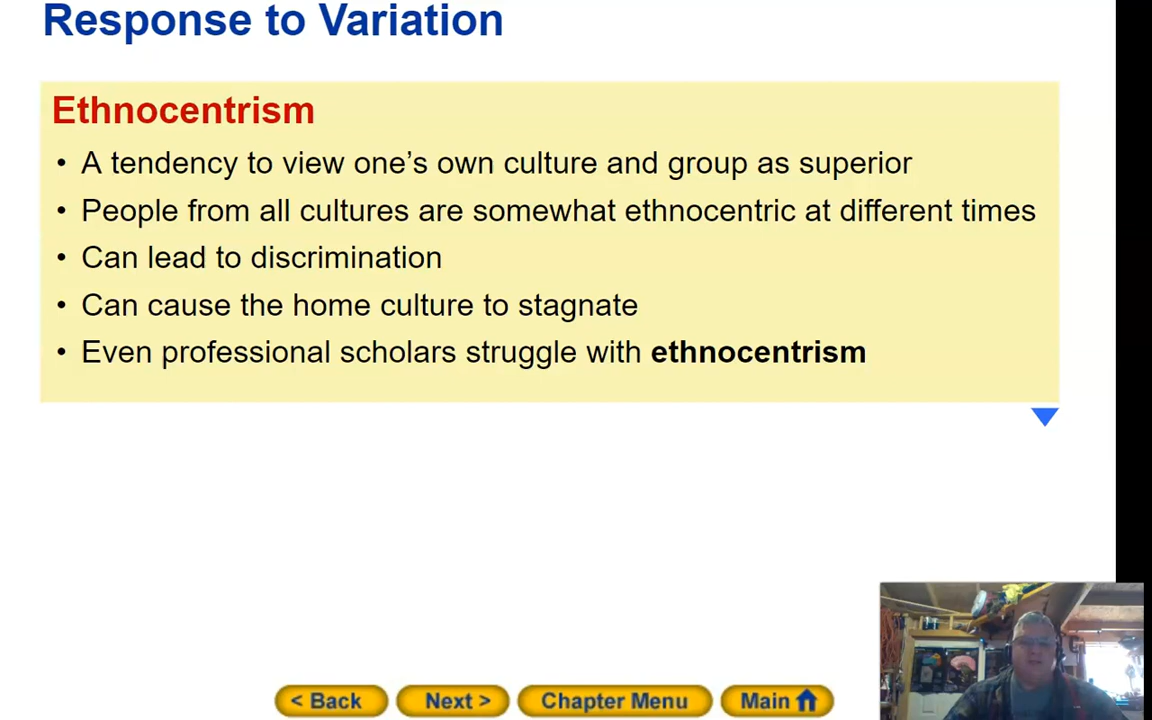 Response to Variation
Ethnocentrism
• A tendency to view one’s own culture and group as superior
• People from all cultures are somewhat ethnocentric at different times
• Can lead to discrimination
• Can cause the home culture to stagnate
• Even professional scholars struggle with ethnocentrism
< Back
Next >
Chapter Menu
Main